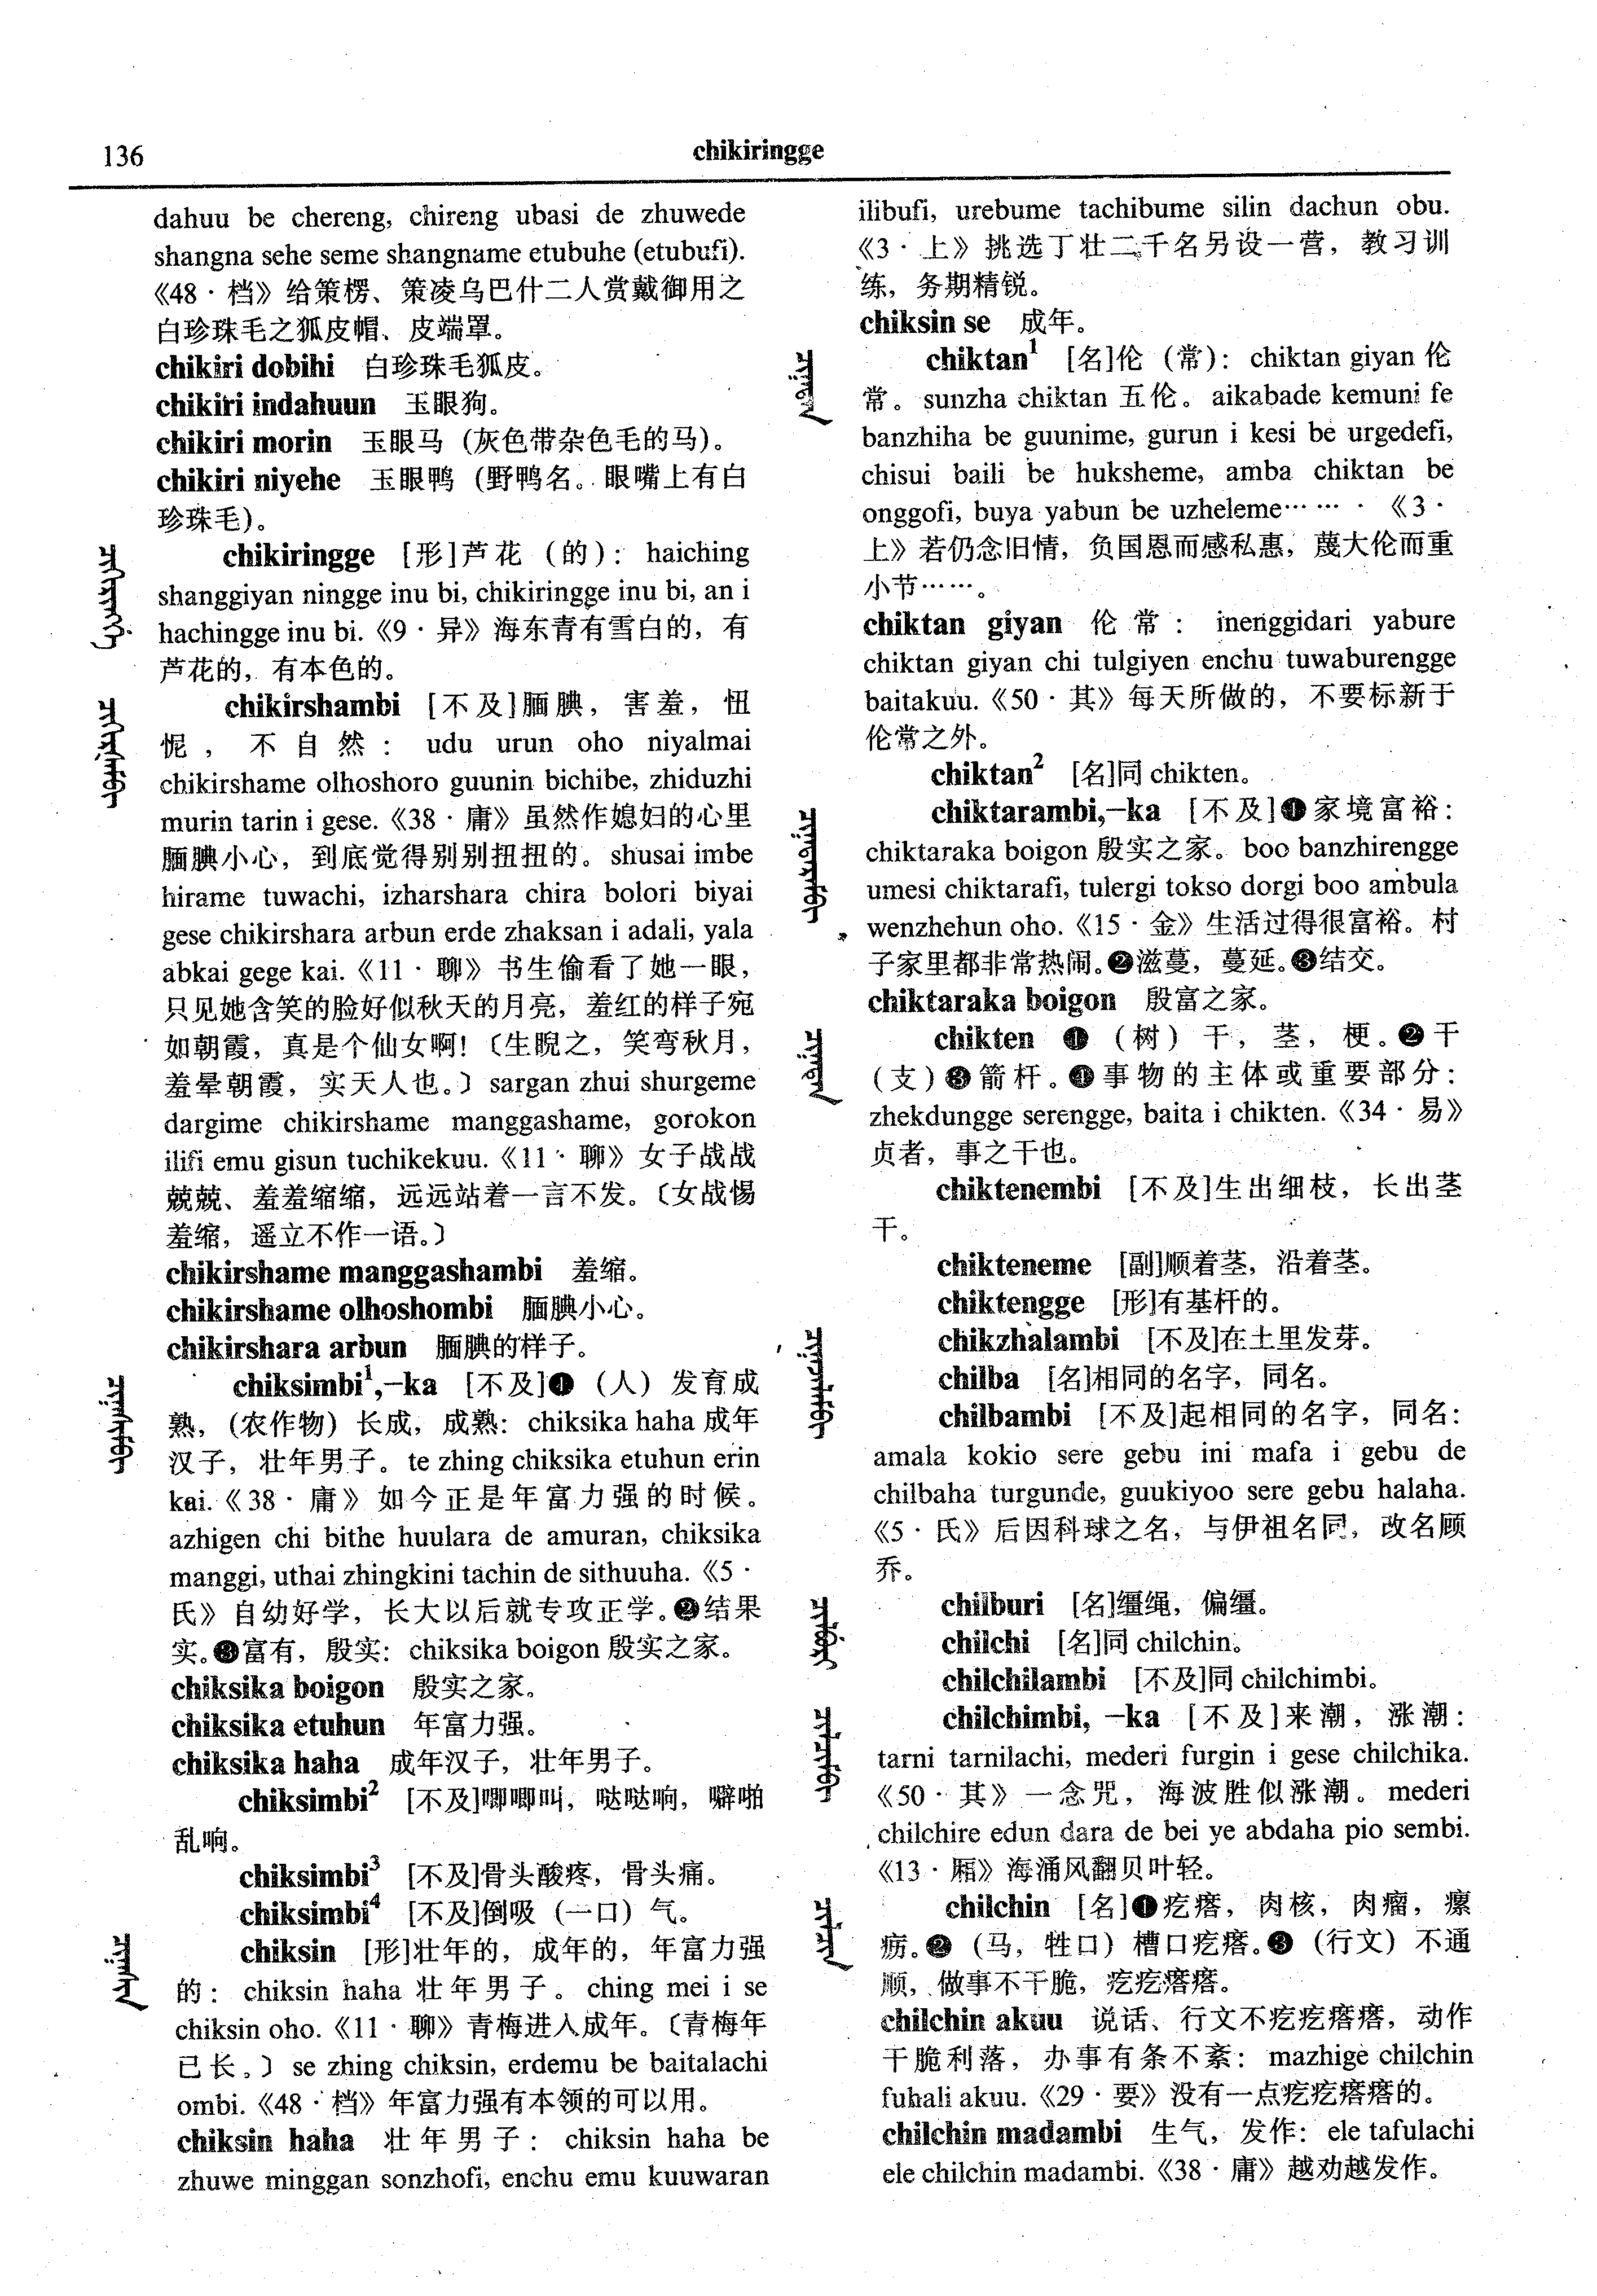 136
chikiringge
dahuu be chereng, chireng ubasi de zhuwede
shangna sehe seme shangname etubuhe (etubufi).
《48·档》给策楞、策凌乌巴什二人赏戴御用之
白珍珠毛之狐皮帽、皮端罩。
chikiri dobihi 白珍珠毛狐皮。
chikiri indahuun 玉眼狗。
chikiri morin 玉眼马（灰色带杂色毛的马）。
chikiri niyehe 玉眼鸭（野鸭名。眼嘴上有白
珍珠毛）。
chikiringge [形]芦花（的）：haiching
shanggiyan ningge inu bi, chikiringge inu bi, an i
hachingge inu bi.《9·异》海东青有雪白的，有
芦花的，有本色的。
chikirshambi [不及]腼腆，害羞，忸
怩，不自然：udu urun oho niyalmai
chikirshame olhoshoro guunin bichibe, zhiduzhi
murin tarin i gese.《38·庸》虽然作媳妇的心里
腼腆小心，到底觉得别别扭扭的。shusai imbe
hirame tuwachi, izharshara chira bolori biyai
gese chikirshara arbun erde zhaksan i adali, yala
abkai gege kai.《11·聊》书生偷看了她一眼，
只见她含笑的脸好似秋天的月亮，羞红的样子宛
如朝霞，真是个仙女啊！〔生睨之，笑弯秋月，
羞晕朝霞，实天人也。〕sargan zhui shurgeme
dargime chikirshame manggashame, gorokon
ilifi emu gisun tuchikekuu.《11·聊》女子战战
兢兢、羞羞缩缩，远远站着一言不发。〔女战惕
羞缩，遥立不作一语。〕
chikirshame manggashambi 羞缩。
chikirshame olhoshombi 腼腆小心。
chikirshara arbun 腼腆的样子。
chiksimbi¹,-ka [不及]❶（人）发育成
熟，（农作物）长成，成熟：chiksika haha 成年
汉子，壮年男子。te zhing chiksika etuhun erin
kai.《38·庸》如今正是年富力强的时候。
azhigen chi bithe huulara de amuran, chiksika
manggi, uthai zhingkini tachin de sithuuha.《5·
氏》自幼好学，长大以后就专攻正学。❷结果
实。❸富有，殷实：chiksika boigon 殷实之家。
chiksika boigon 殷实之家。
chiksika etuhun 年富力强。
chiksika haha 成年汉子，壮年男子。
chiksimbi² [不及]唧唧叫，哒哒响，噼啪
乱响。
chiksimbi³ [不及]骨头酸疼，骨头痛。
chiksimbi⁴ [不及]倒吸（一口）气。
chiksin [形]壮年的，成年的，年富力强
的：chiksin haha 壮年男子。ching mei i se
chiksin oho.《11·聊》青梅进入成年。〔青梅年
已长。〕se zhing chiksin, erdemu be baitalachi
ombi.《48·档》年富力强有本领的可以用。
chiksin haha 壮年男子：chiksin haha be
zhuwe minggan sonzhofi, enchu emu kuuwaran
ilibufi, urebume tachibume silin dachun obu.
《3·上》挑选丁壮二千名另设一营，教习训
练，务期精锐。
chiksin se 成年。
chiktan¹ [名]伦（常）：chiktan giyan 伦
常。sunzha chiktan 五伦。aikabade kemuni fe
banzhiha be guunime, gurun i kesi be urgedefi,
chisui baili be huksheme, amba chiktan be
onggofi, buya yabun be uzheleme……·《3·
上》若仍念旧情，负国恩而感私惠，蔑大伦而重
小节……。
chiktan giyan 伦常：inenggidari yabure
chiktan giyan chi tulgiyen enchu tuwaburengge
baitakuu.《50·其》每天所做的，不要标新于
伦常之外。
chiktan² [名]同 chikten。
chiktarambi,-ka [不及]❶家境富裕：
chiktaraka boigon 殷实之家。boo banzhirengge
umesi chiktarafi, tulergi tokso dorgi boo ambula
wenzhehun oho.《15·金》生活过得很富裕。村
子家里都非常热闹。❷滋蔓，蔓延。❸结交。
chiktaraka boigon 殷富之家。
chikten ❶（树）干，茎，梗。❷干
（支）❸箭杆。❹事物的主体或重要部分：
zhekdungge serengge, baita i chikten.《34·易》
贞者，事之干也。
chiktenembi [不及]生出细枝，长出茎
干。
chikteneme [副]顺着茎，沿着茎。
chiktengge [形]有基杆的。
chikzhalambi [不及]在土里发芽。
chilba [名]相同的名字，同名。
chilbambi [不及]起相同的名字，同名：
amala kokio sere gebu ini mafa i gebu de
chilbaha turgunde, guukiyoo sere gebu halaha.
《5·氏》后因科球之名，与伊祖名同，改名顾
乔。
chilburi [名]缰绳，偏缰。
chilchi [名]同 chilchin。
chilchilambi [不及]同 chilchimbi。
chilchimbi, -ka [不及]来潮，涨潮：
tarni tarnilachi, mederi furgin i gese chilchika.
《50·其》一念咒，海波胜似涨潮。mederi
chilchire edun dara de bei ye abdaha pio sembi.
《13·厢》海涌风翻贝叶轻。
chilchin [名]❶疙瘩，肉核，肉瘤，瘰
疬。❷（马，牲口）槽口疙瘩。❸（行文）不通
顺，做事不干脆，疙疙瘩瘩。
chilchin akuu 说话、行文不疙疙瘩瘩，动作
干脆利落，办事有条不紊：mazhige chilchin
fuhali akuu.《29·要》没有一点疙疙瘩瘩的。
chilchin madambi 生气，发作：ele tafulachi
ele chilchin madambi.《38·庸》越劝越发作。